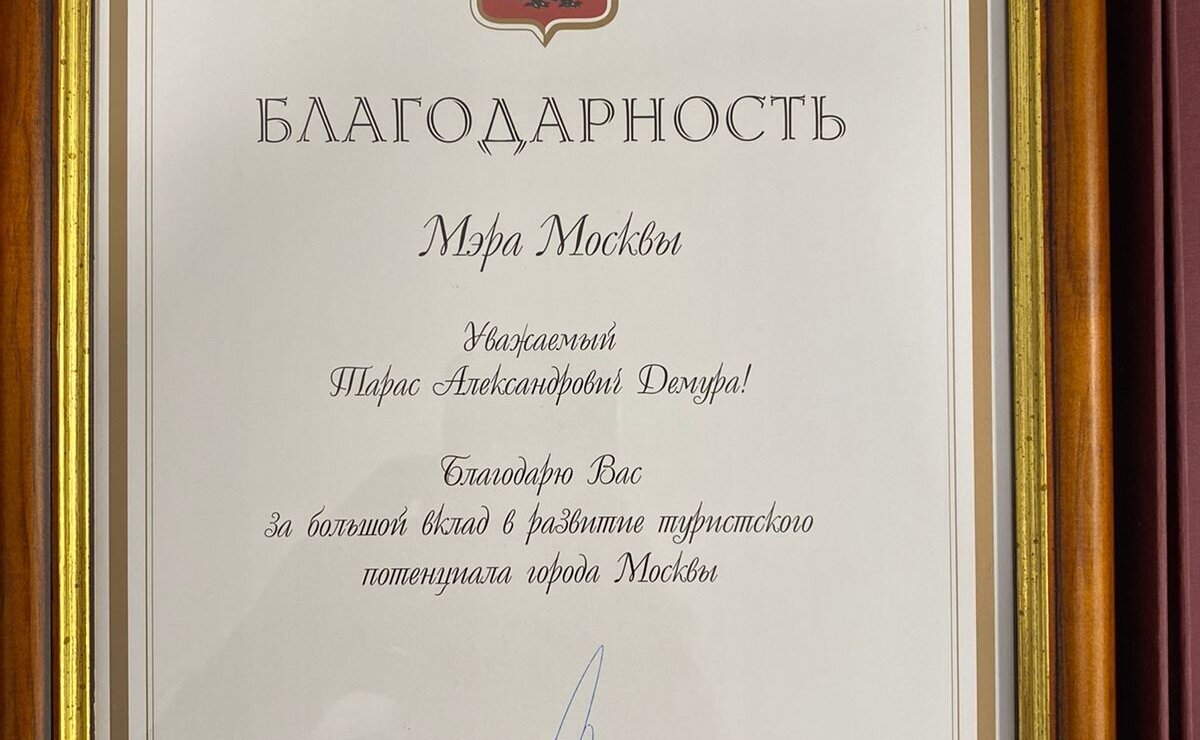 БЛАГОДАРНОСТЬ
Мэра Москвы
Уважаемый
Тарас Александрович Демура!
Благодарю Вас
за большой вклад в развитие туристского
потенциала города Москвы